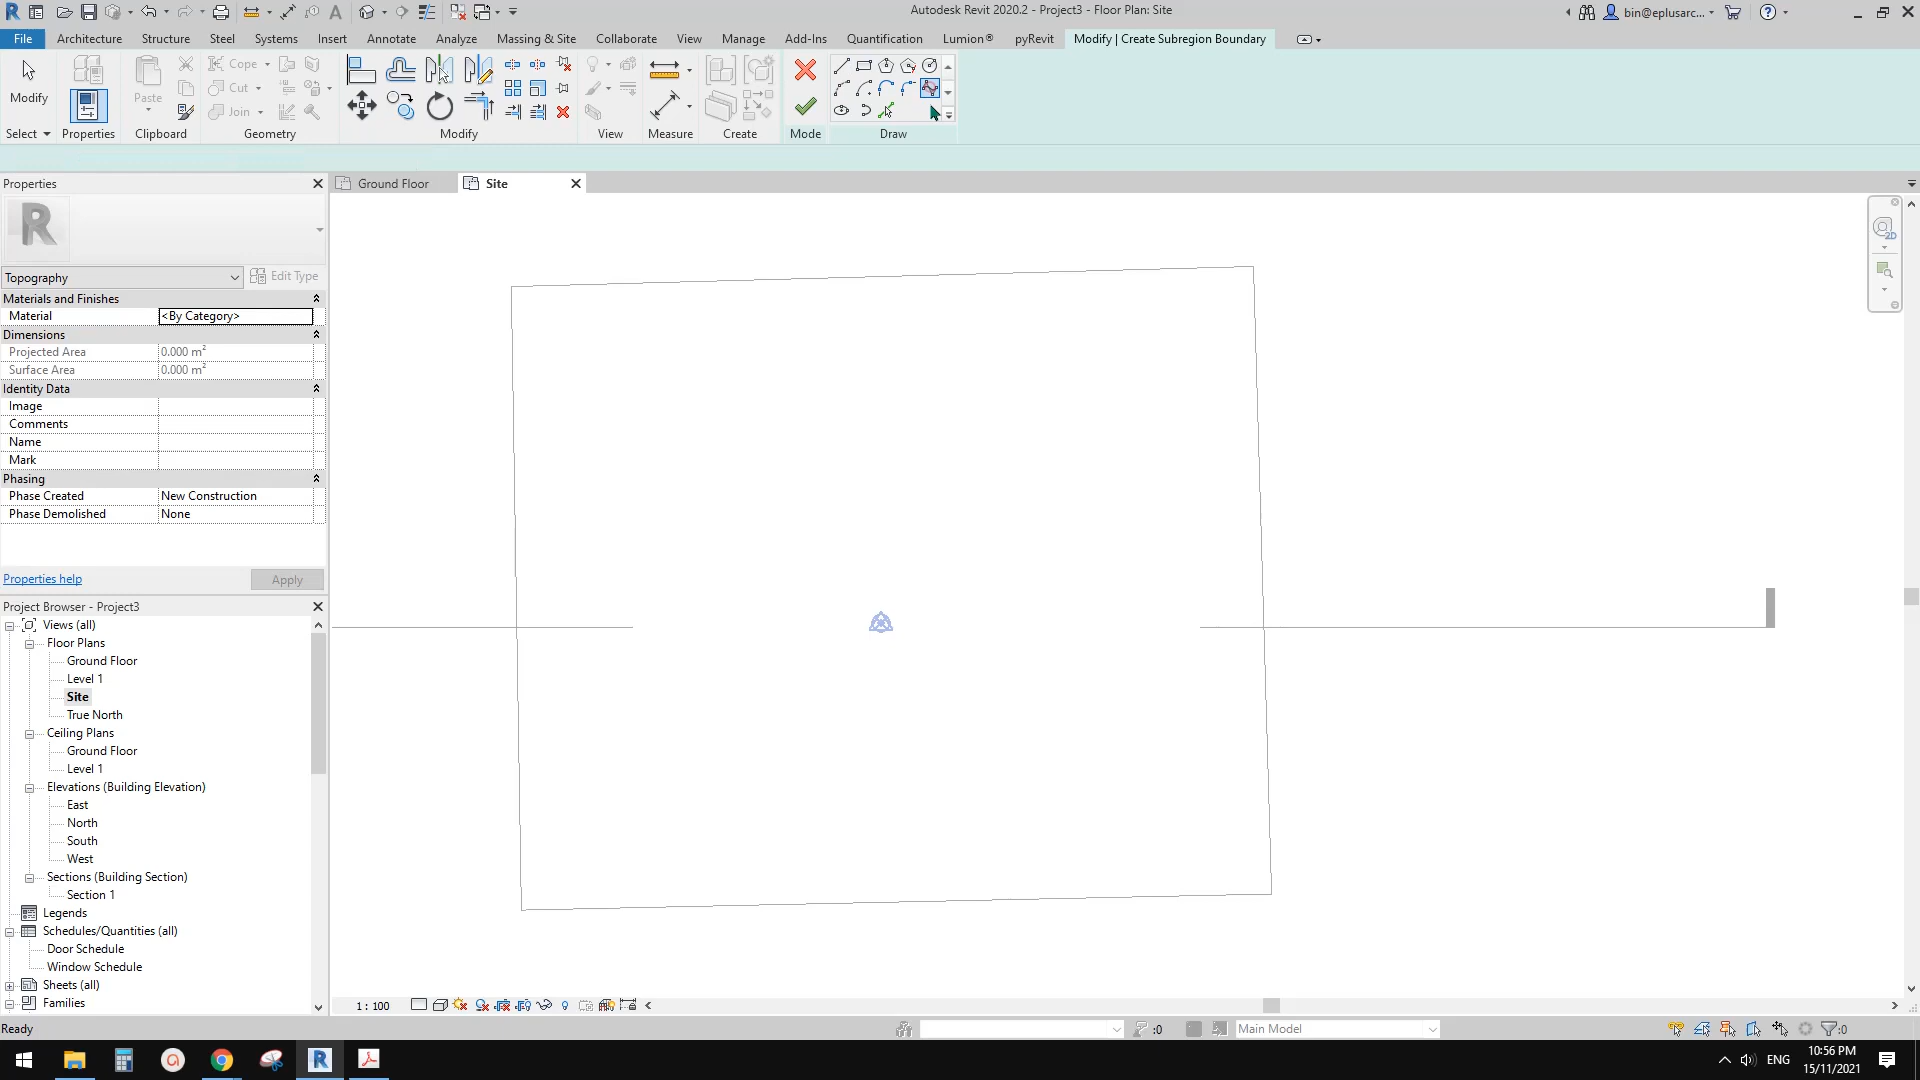 Autodesk Revit 2020.2 - Project3 - Floor Plan: Site
bin@eplusarc...
File Architecture Structure Steel Systems Insert Annotate Analyze Massing & Site Collaborate View Manage Add-Ins Quantification Lumion® pyRevit Modify | Create Subregion Boundary
Modify
Paste
Cope
Cut
Join
Select Properties Clipboard Geometry Modify View Measure Create Mode Draw
Properties
Ground Floor
Site
2D
R
Topography
Edit Type
Materials and Finishes
Material <By Category>
Dimensions
Projected Area 0.000 m²
Surface Area 0.000 m²
Identity Data
Image
Comments
Name
Mark
Phasing
Phase Created New Construction
Phase Demolished None
Properties help
Apply
Project Browser - Project3
Views (all)
Floor Plans
Ground Floor
Level 1
Site
True North
Ceiling Plans
Ground Floor
Level 1
Elevations (Building Elevation)
East
North
South
West
Sections (Building Section)
Section 1
Legends
Schedules/Quantities (all)
Door Schedule
Window Schedule
Sheets (all)
Families
1 : 100
Ready
:0
Main Model
:0
ENG
10:56 PM
15/11/2021